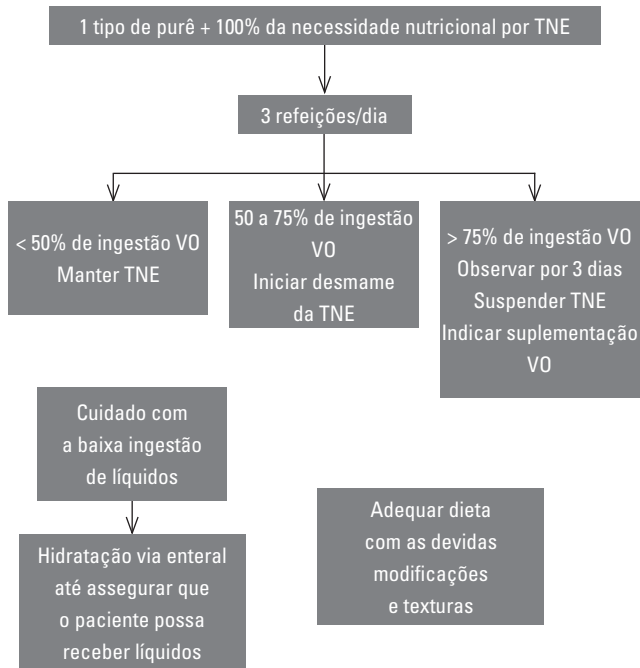 1 tipo de purê + 100% da necessidade nutricional por TNE
3 refeições/dia
< 50% de ingestão VO
Manter TNE
50 a 75% de ingestão
VO
Iniciar desmame
da TNE
> 75% de ingestão VO
Observar por 3 dias
Suspender TNE
Indicar suplementação
VO
Cuidado com
a baixa ingestão
de líquidos
Hidratação via enteral
até assegurar que
o paciente possa
receber líquidos
Adequar dieta
com as devidas
modificações
e texturas